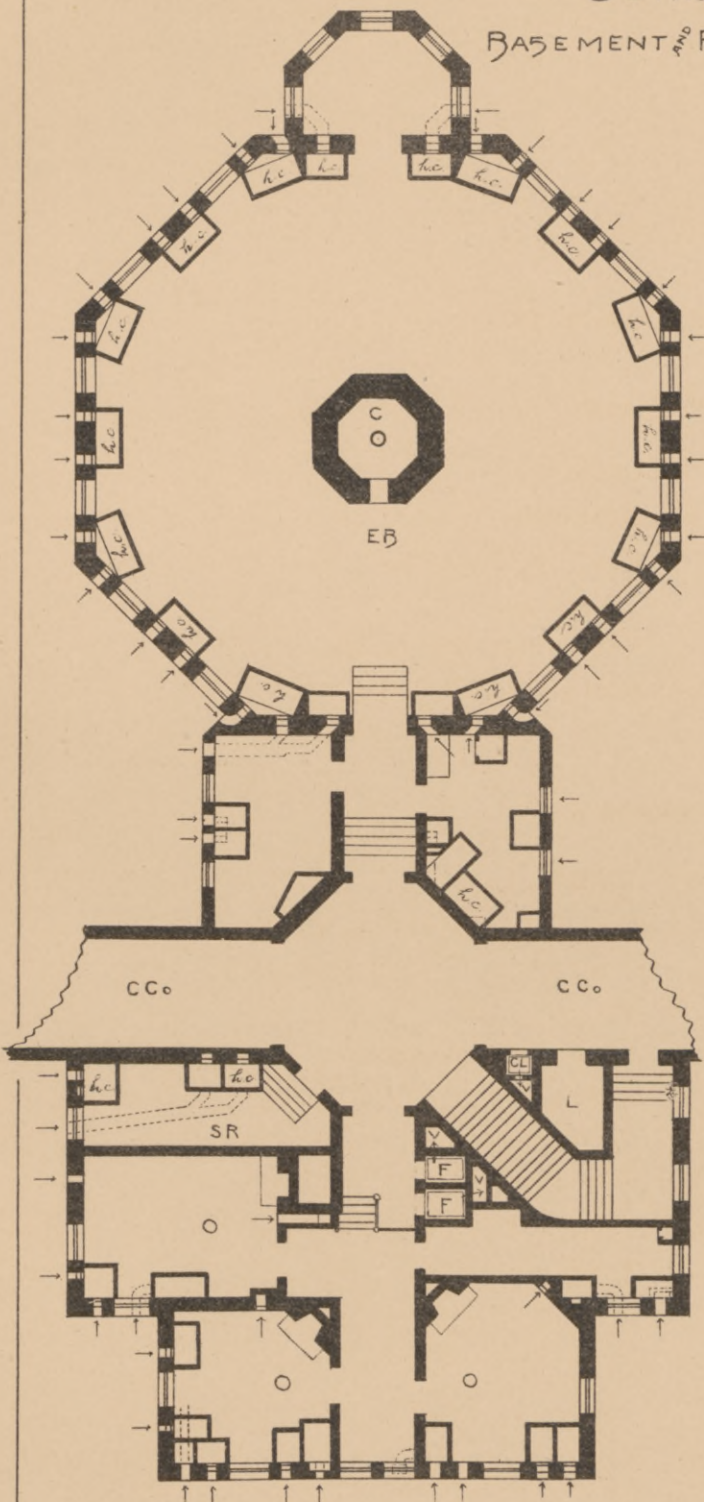 BASEMENT AND F
h.c. h.c. h.c. h.c.
h.c. h.c.
h.c. h.c.
C
h.c. h.c.
EB
h.c. h.c.
h.c. h.c.
h.c. h.c.
h.c.
CCo CCo
h.c h.c CL
V L
SR V
F V
F
O
O O